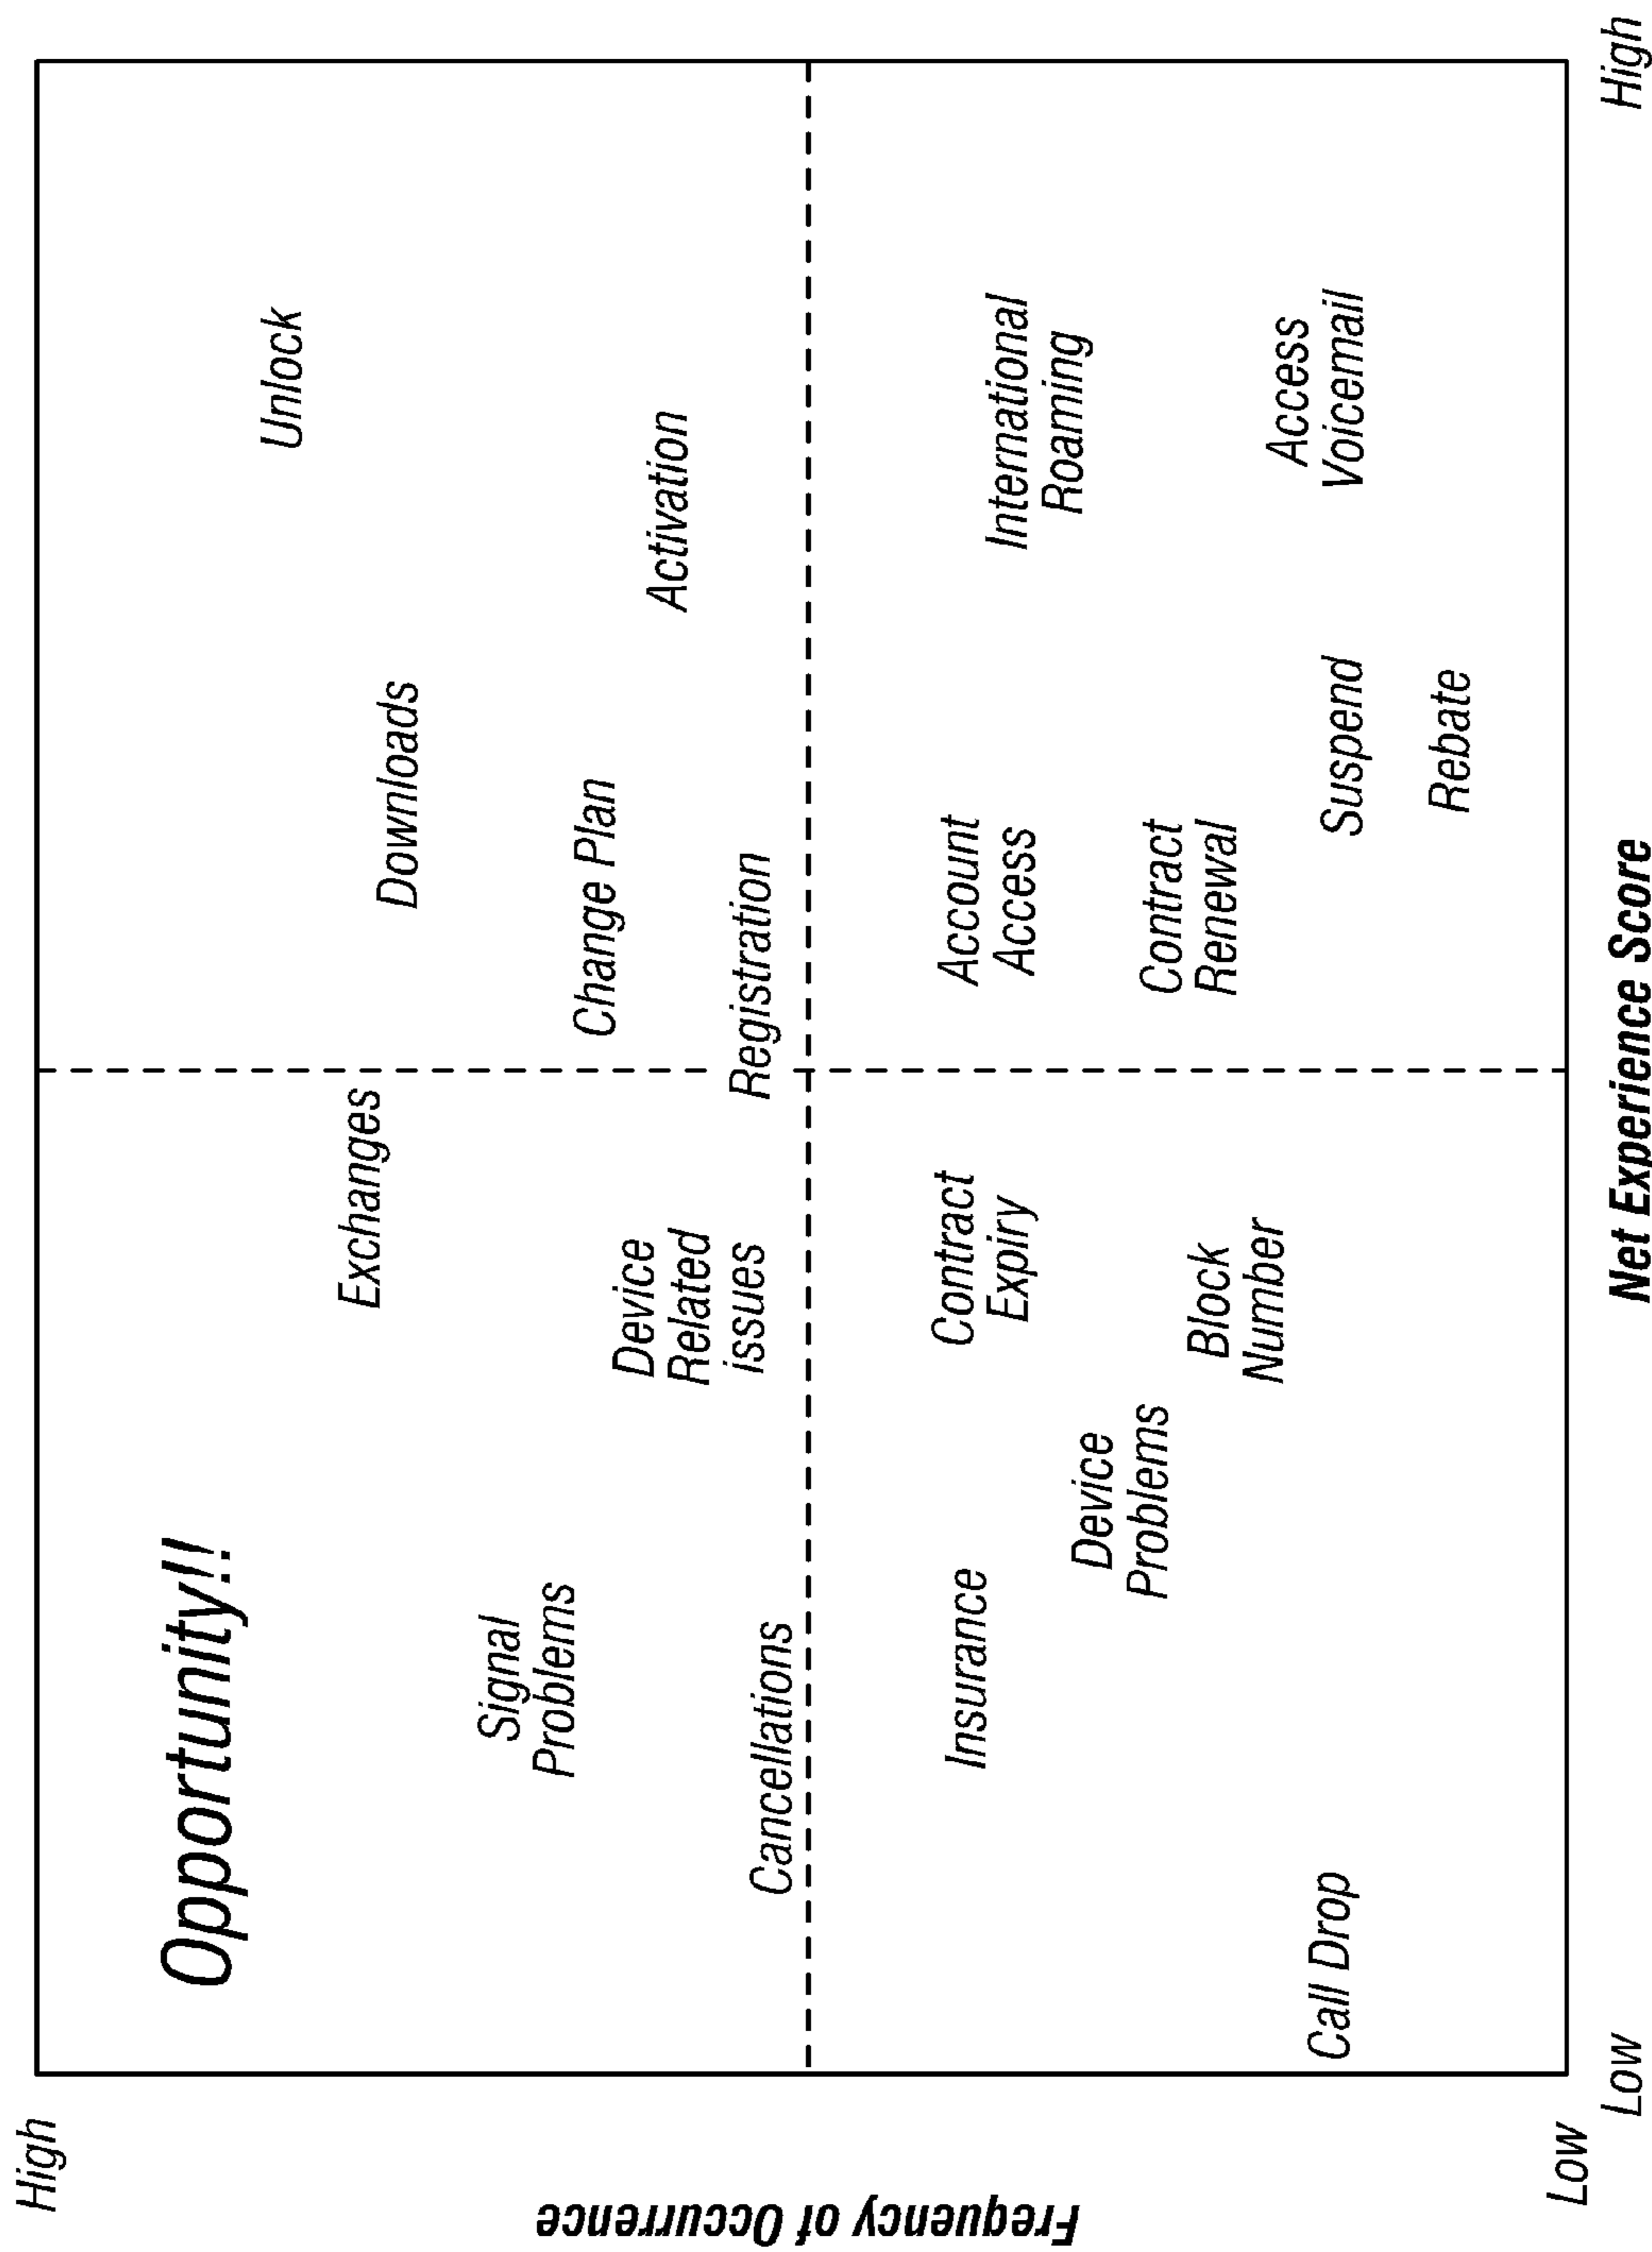 High
Opportunity!!
Unlock
Exchanges
Downloads
Signal
Problems
Change Plan
Device
Related
issues
Activation
Registration
Cancellations
Frequency of Occurrence
Insurance
Contract
Expiry
Account
Access
International
Roaming
Device
Problems
Contract
Renewal
Block
Number
Access
Voicemail
Call Drop
Suspend
Rebate
Low
Low
Net Experience Score
High